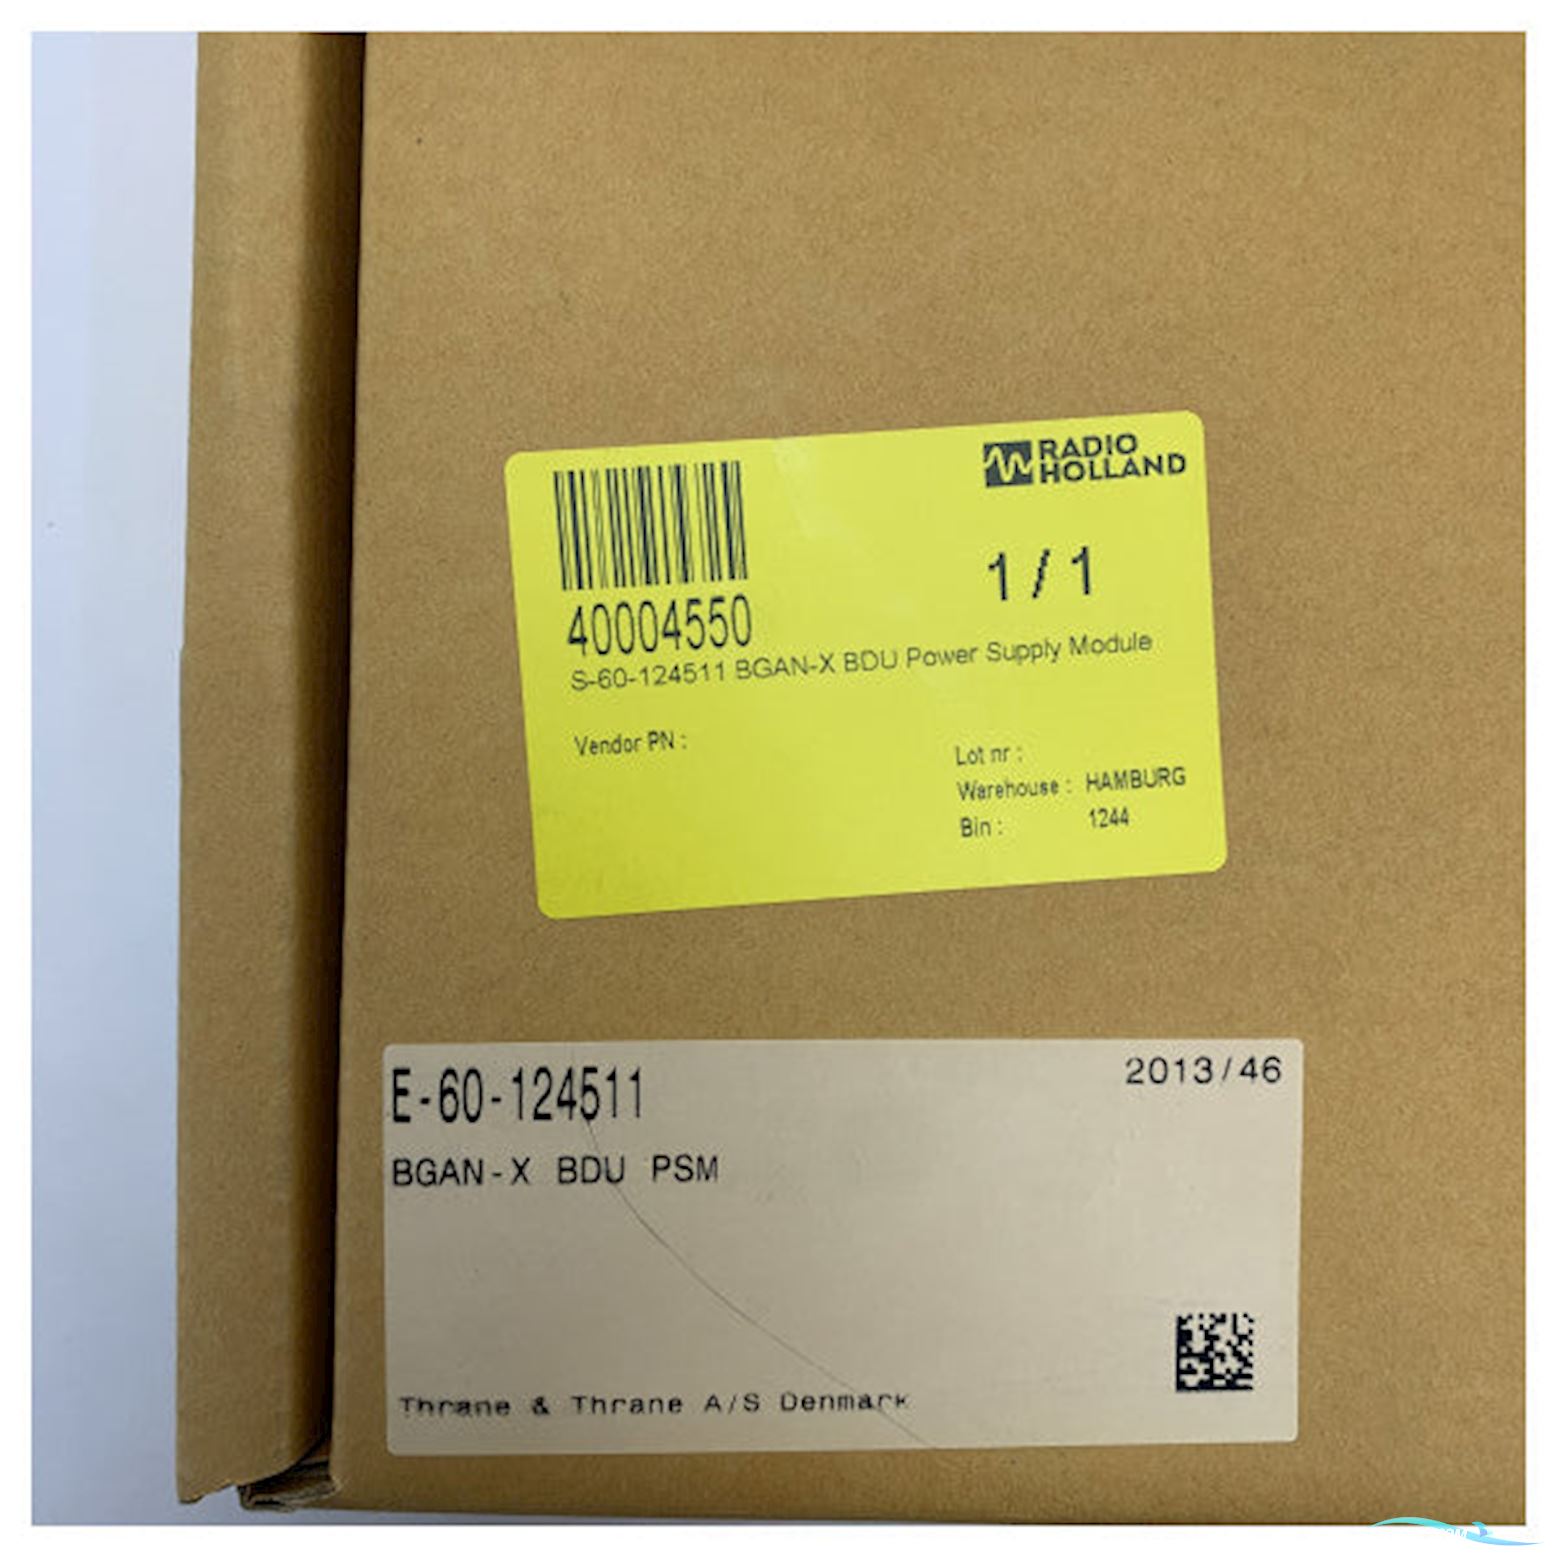 RADIO
HOLLAND
1/1
40004550
S-60-124511 BGAN-X BDU Power Supply Module
Vendor PN :
Lot nr :
Warehouse : HAMBURG
Bin : 1244
E-60-124511
2013/46
BGAN-X BDU PSM
Thrane & Thrane A/S Denmark